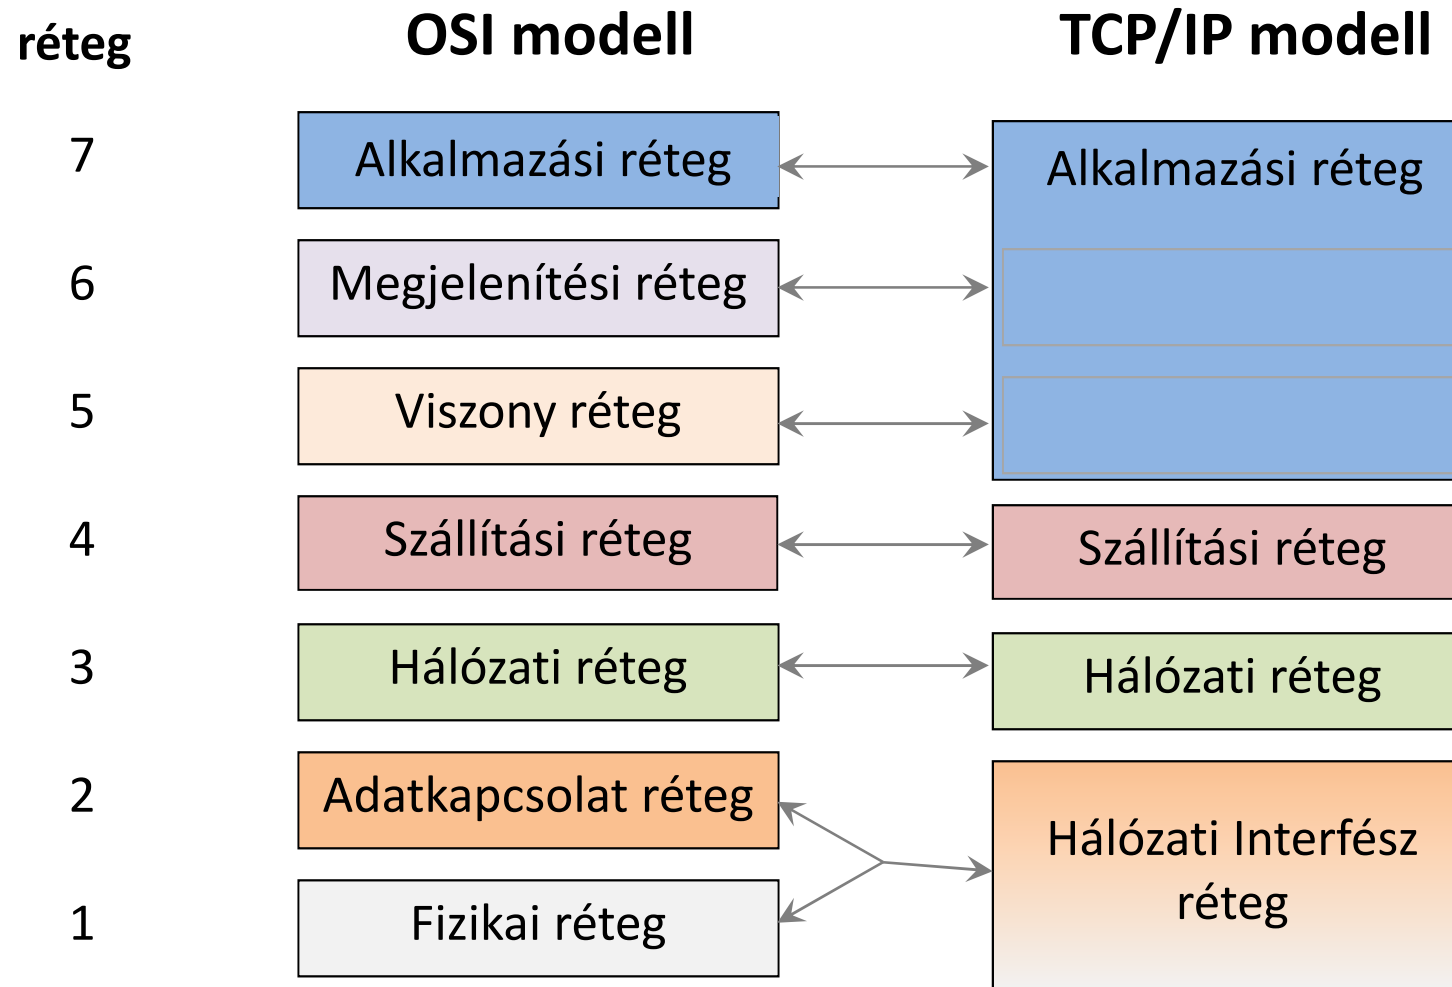 réteg OSI modell TCP/IP modell
7 Alkalmazási réteg Alkalmazási réteg
6 Megjelenítési réteg
5 Viszony réteg
4 Szállítási réteg Szállítási réteg
3 Hálózati réteg Hálózati réteg
2 Adatkapcsolat réteg
Hálózati Interfész
réteg
1 Fizikai réteg